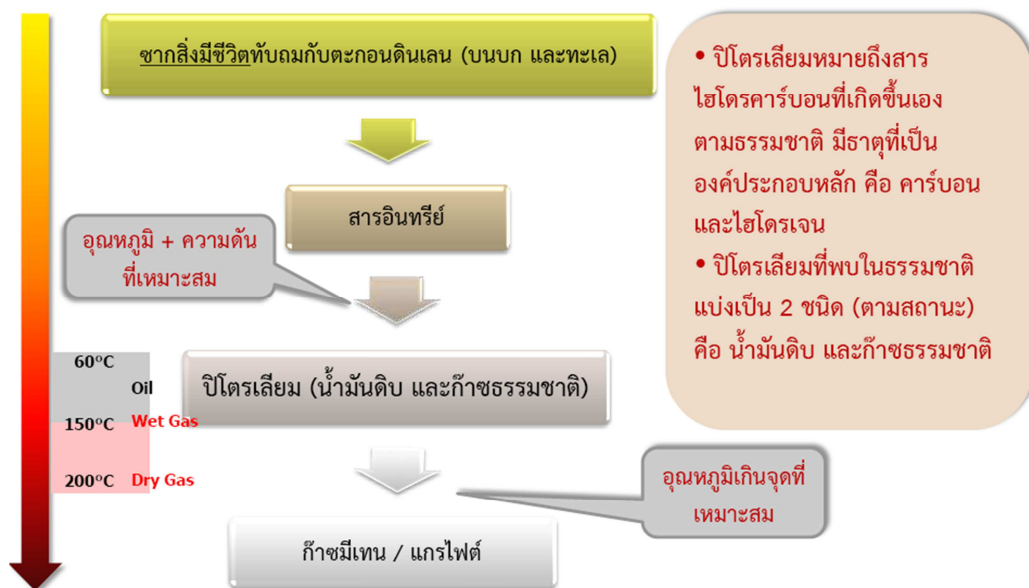 ซากสิ่งมีชีวิตทับถมกับตะกอนดินเลน (บนบก และทะเล)
สารอินทรีย์
อุณหภูมิ + ความดัน
ที่เหมาะสม
ปิโตรเลียม (น้ำมันดิบ และก๊าซธรรมชาติ)
60°C
Oil
150°C Wet Gas
200°C Dry Gas
อุณหภูมิเกินจุดที่
เหมาะสม
ก๊าซมีเทน / แกรไฟต์
• ปิโตรเลียมหมายถึงสาร
ไฮโดรคาร์บอนที่เกิดขึ้นเอง
ตามธรรมชาติ มีธาตุที่เป็น
องค์ประกอบหลัก คือ คาร์บอน
และไฮโดรเจน
• ปิโตรเลียมที่พบในธรรมชาติ
แบ่งเป็น 2 ชนิด (ตามสถานะ)
คือ น้ำมันดิบ และก๊าซธรรมชาติ